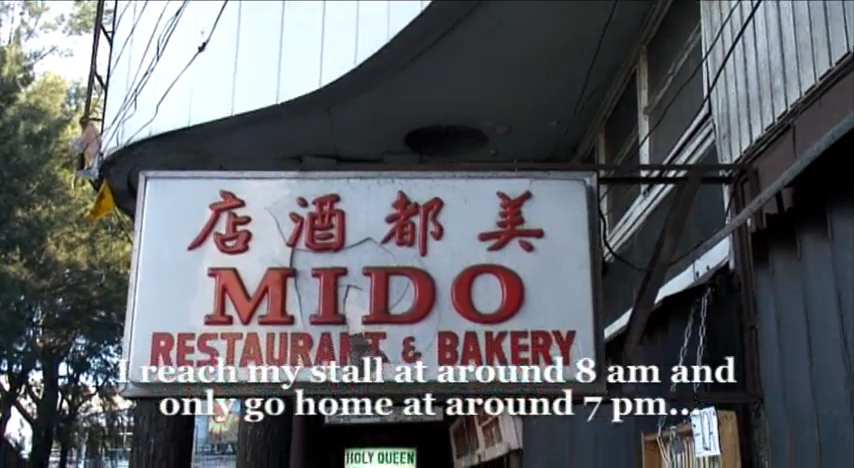 店酒都美
MIDO
RESTAURANT & BAKERY
I reach my stall at around 8 am and
only go home at around 7 pm...
HOLY QUEEN